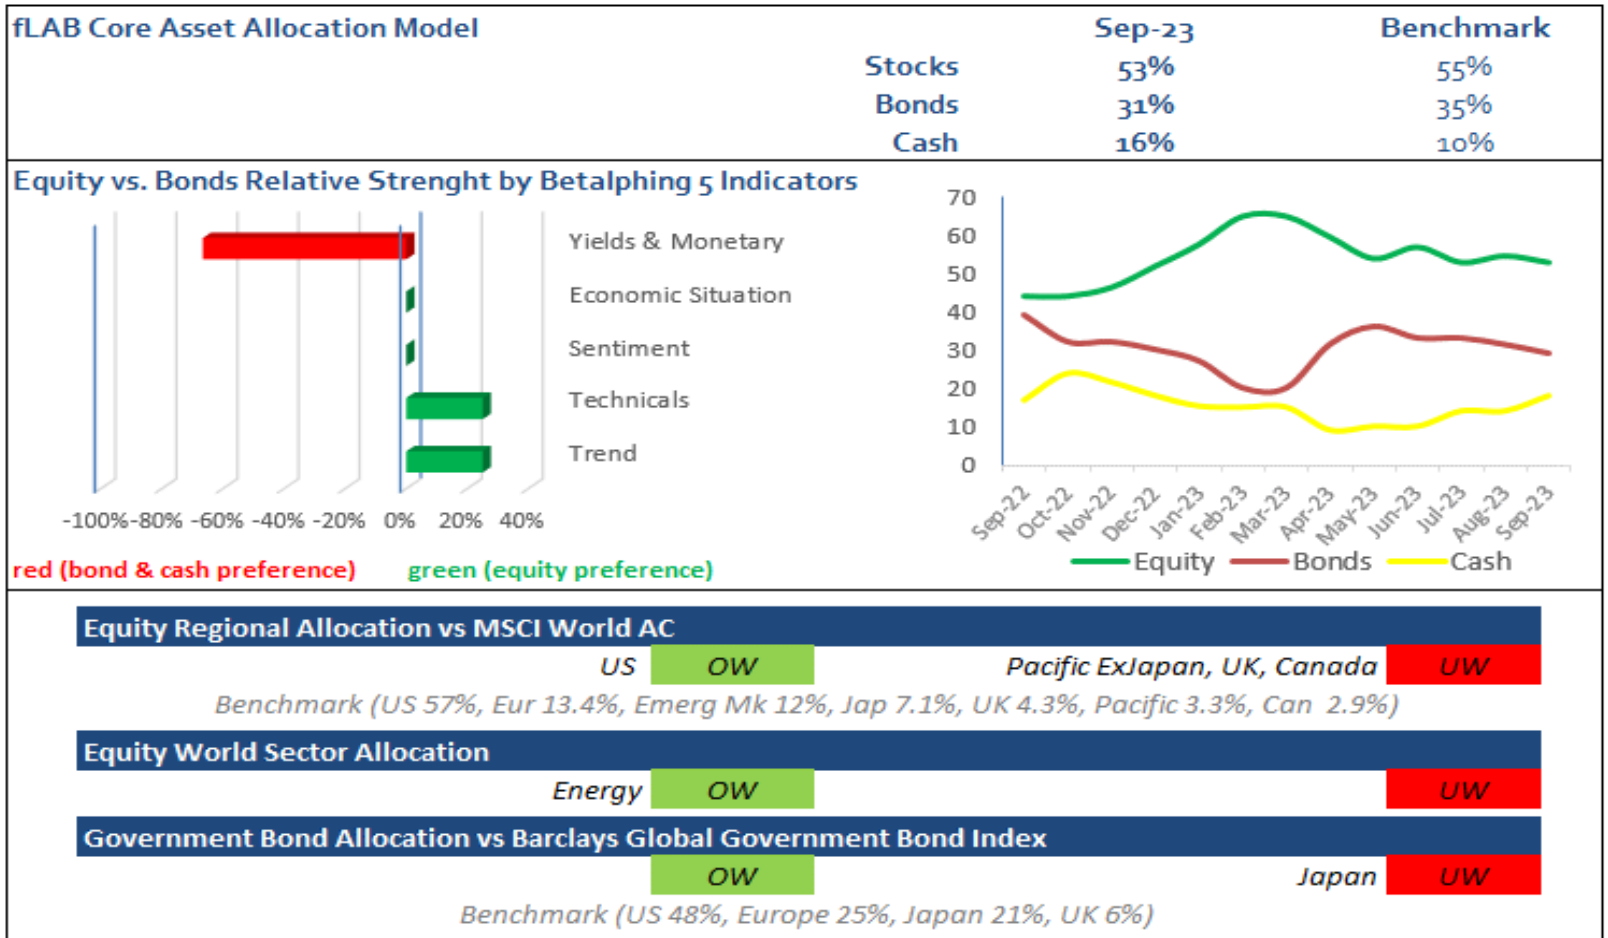 fLAB Core Asset Allocation Model Sep-23 Benchmark
Stocks 53% 55%
Bonds 31% 35%
Cash 16% 10%
Equity vs. Bonds Relative Strenght by Betalphing 5 Indicators
Yields & Monetary
Economic Situation
Sentiment
Technicals
Trend
-100% -80% -60% -40% -20% 0% 20% 40%
red (bond & cash preference) green (equity preference)
70
60
50
40
30
20
10
0
Sep-22 Oct-22 Nov-22 Dec-22 Jan-23 Feb-23 Mar-23 Apr-23 May-23 Jun-23 Jul-23 Aug-23 Sep-23
Equity Bonds Cash
Equity Regional Allocation vs MSCI World AC
US OW Pacific ExJapan, UK, Canada UW
Benchmark (US 57%, Eur 13.4%, Emerg Mk 12%, Jap 7.1%, UK 4.3%, Pacific 3.3%, Can 2.9%)
Equity World Sector Allocation
Energy OW UW
Government Bond Allocation vs Barclays Global Government Bond Index
OW Japan UW
Benchmark (US 48%, Europe 25%, Japan 21%, UK 6%)